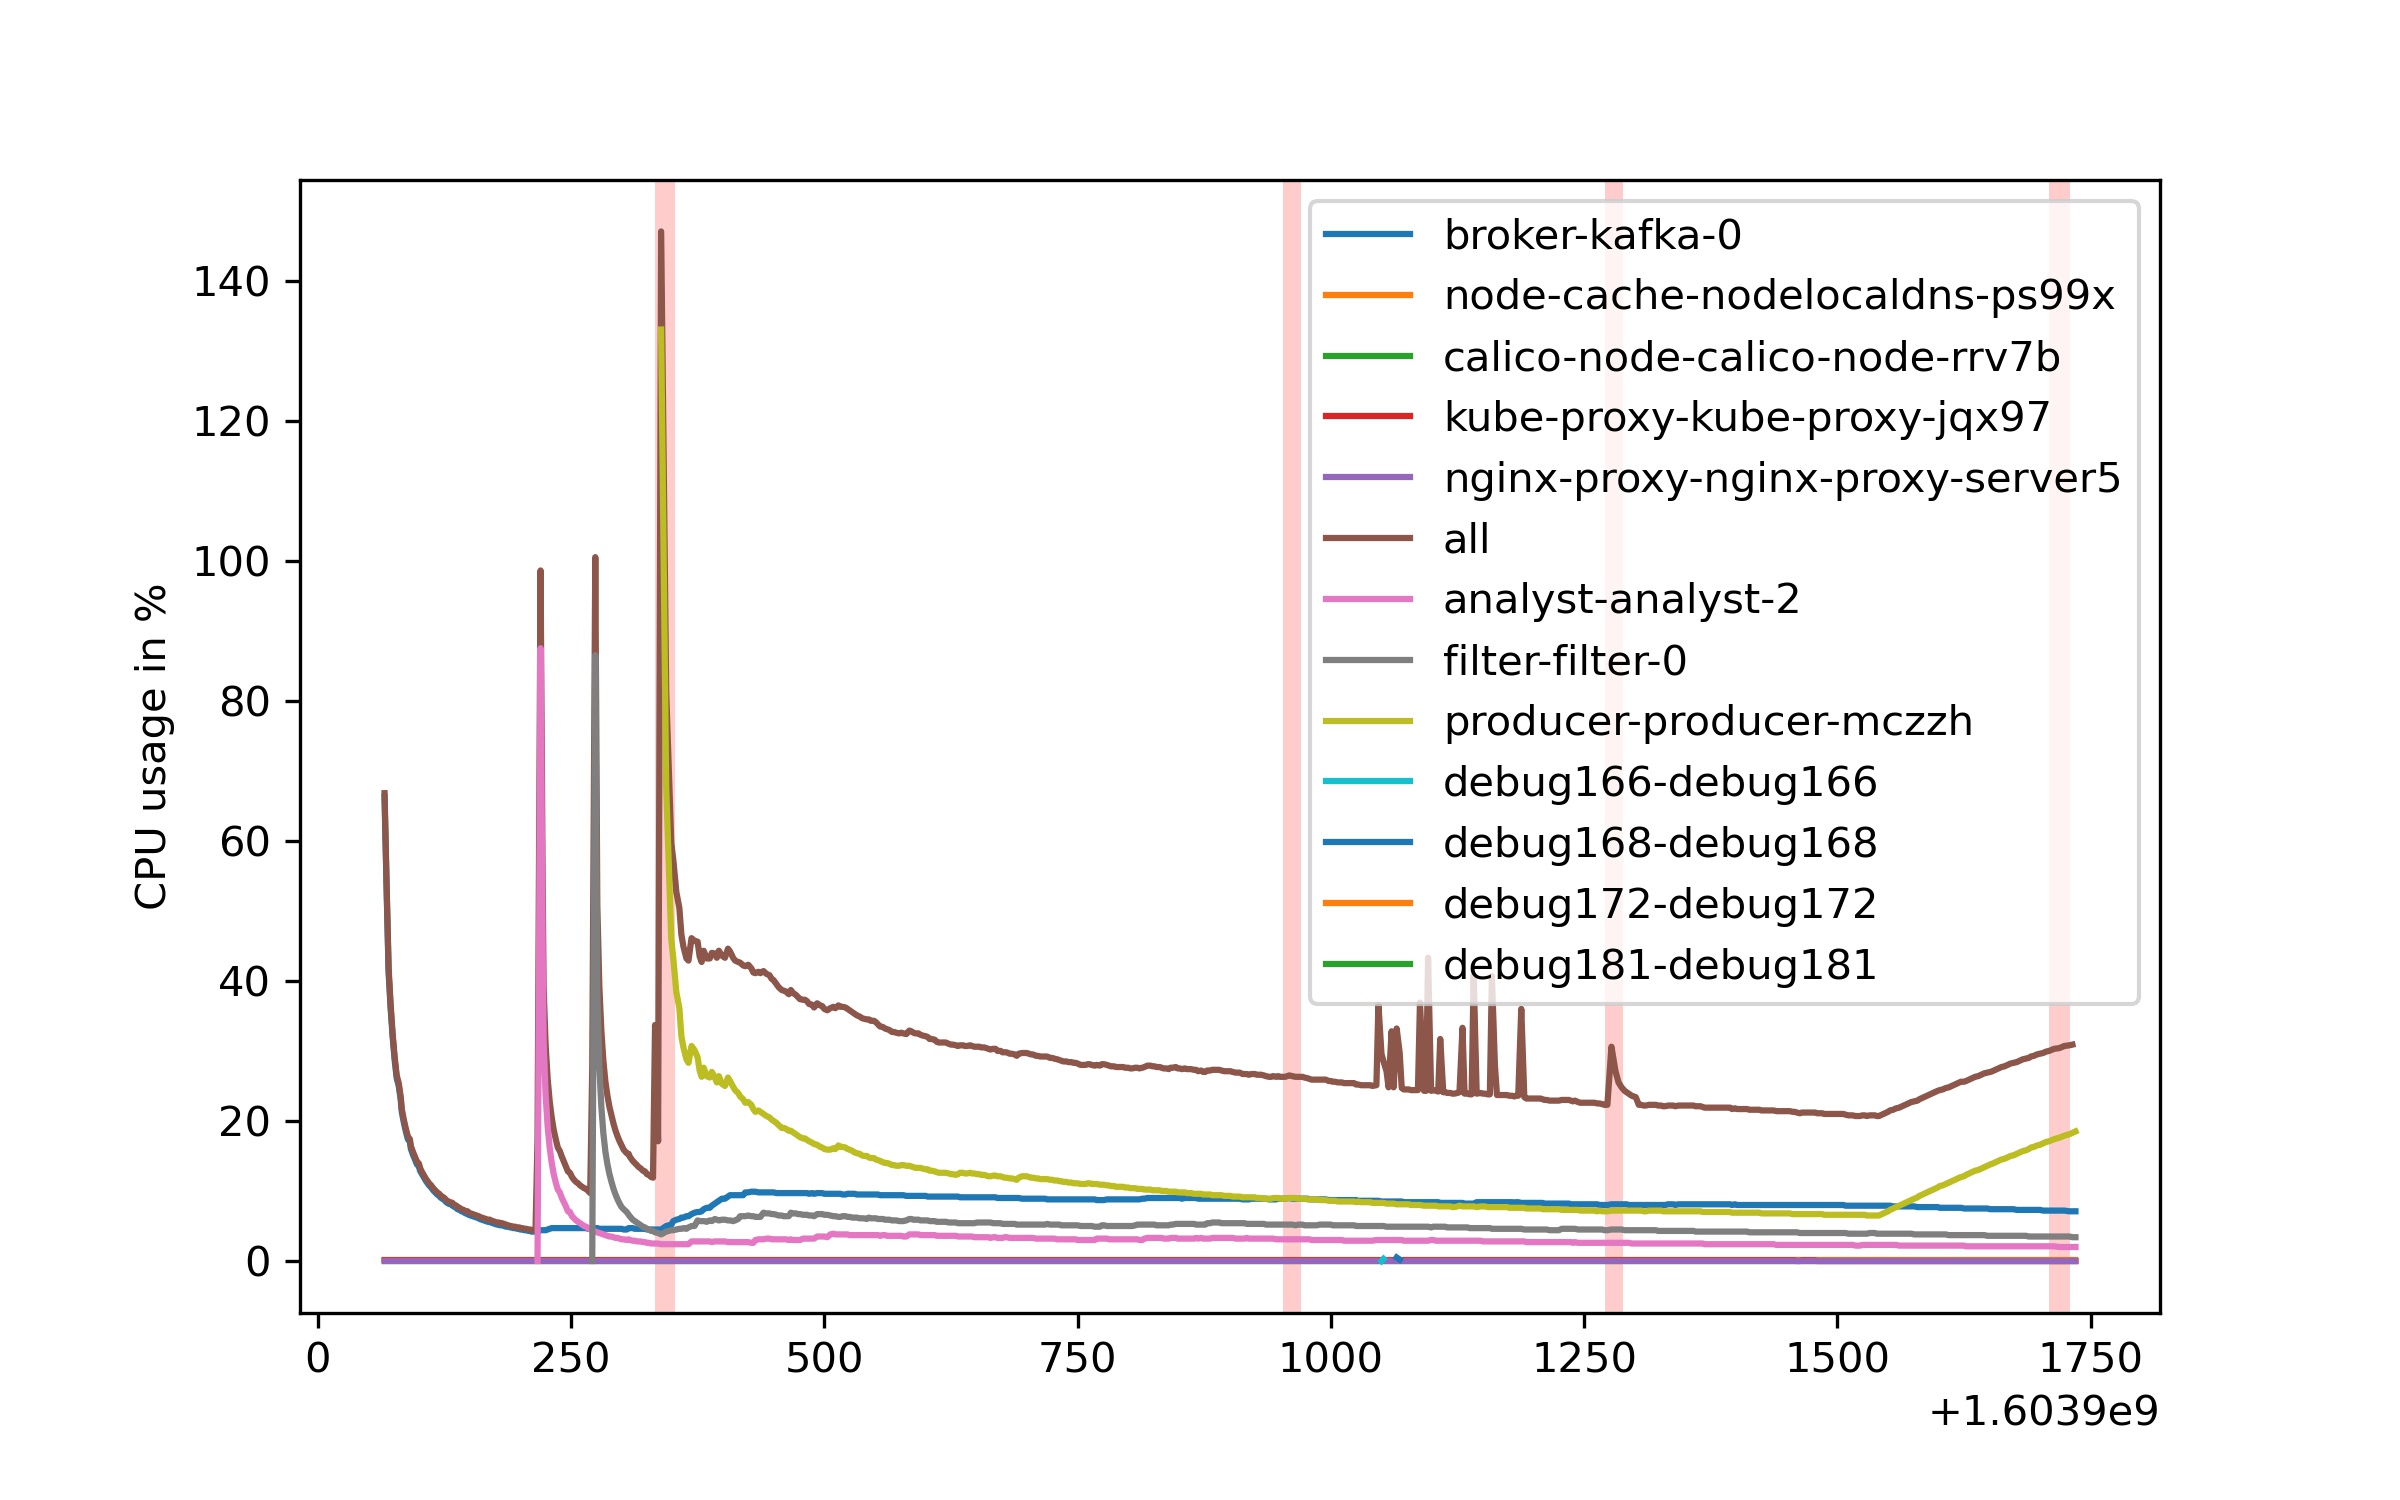 CPU usage in %
140
120
100
80
60
40
20
0
broker-kafka-0
node-cache-nodelocaldns-ps99x
calico-node-calico-node-rrv7b
kube-proxy-kube-proxy-jqx97
nginx-proxy-nginx-proxy-server5
all
analyst-analyst-2
filter-filter-0
producer-producer-mczzh
debug166-debug166
debug168-debug168
debug172-debug172
debug181-debug181
0 250 500 750 1000 1250 1500 1750
+1.6039e9